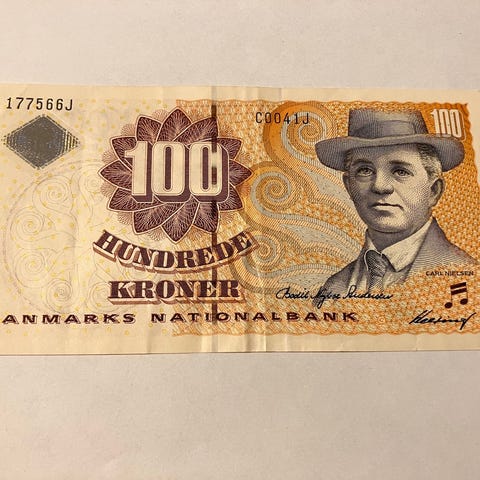 177566J
C0041J
100
100
HUNDREDE
KRONER
CARL NIELSEN
ANMARKS NATIONALBANK